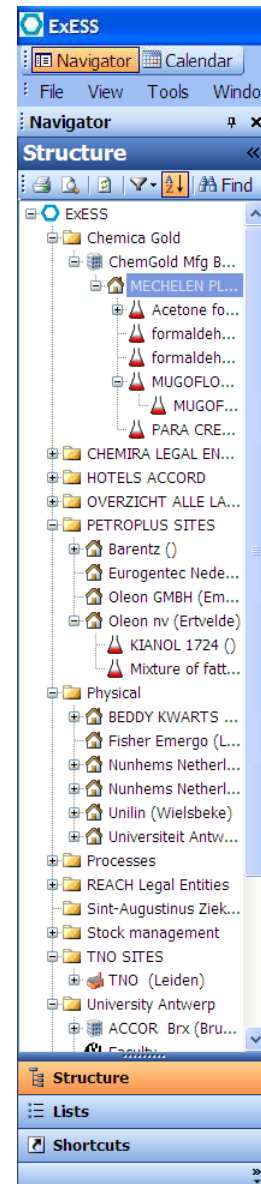 ExESS
Navigator Calendar
File View Tools Windo
Navigator
Structure
Find
ExESS
Chemica Gold
ChemGold Mfg B...
MECHELEN PL...
Acetone fo...
formaldeh...
formaldeh...
MUGOFLO...
MUGOF...
PARA CRE...
CHEMIRA LEGAL EN...
HOTELS ACCORD
OVERZICHT ALLE LA...
PETROPLUS SITES
Barentz ()
Eurogentec Nede...
Oleon GMBH (Em...
Oleon nv (Ertvelde)
KIANOL 1724 ()
Mixture of fatt...
Physical
BEDDY KWARTS ...
Fisher Emergo (L...
Nunhems Netherl...
Nunhems Netherl...
Unilin (Wielsbeke)
Universiteit Antw...
Processes
REACH Legal Entities
Sint-Augustinus Ziek...
Stock management
TNO SITES
TNO (Leiden)
University Antwerp
ACCOR Brx (Bru...
Structure
Lists
Shortcuts